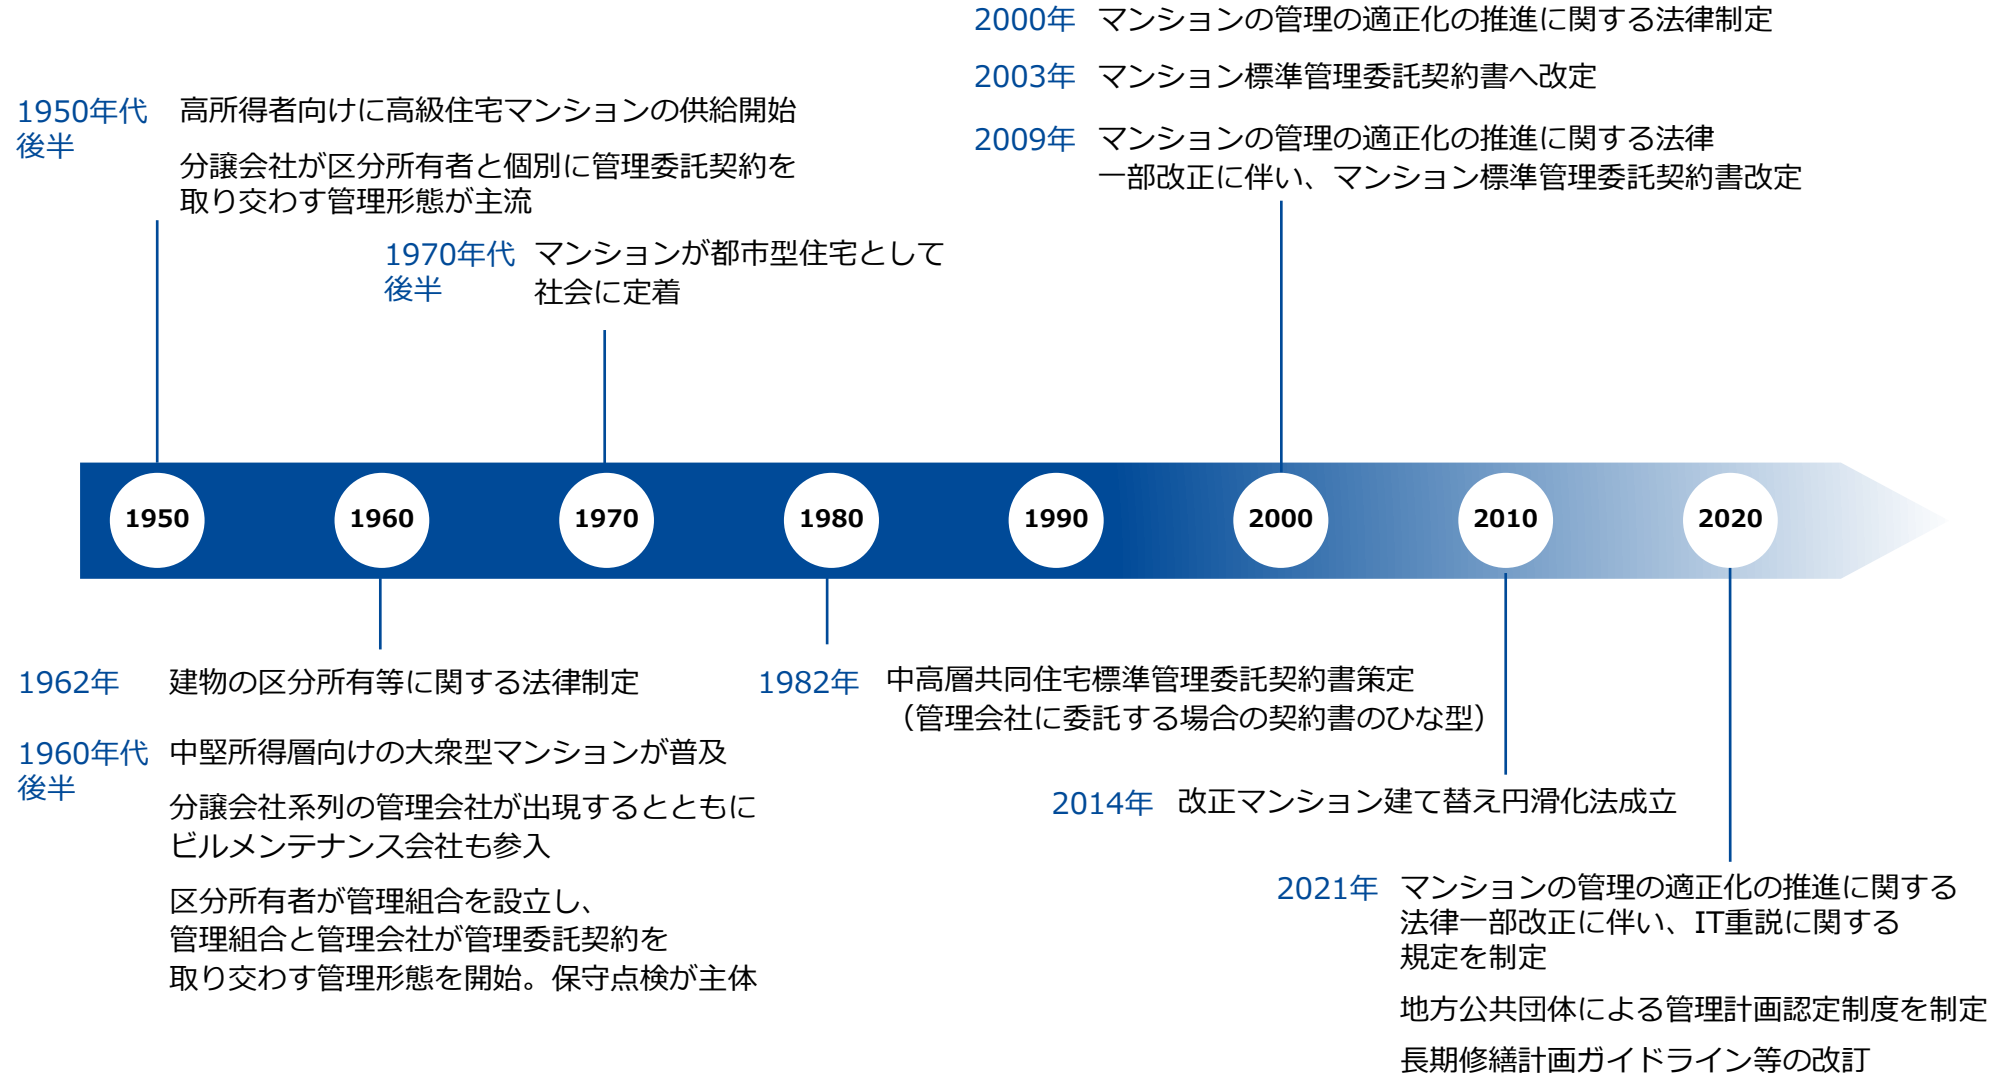 2000年 マンションの管理の適正化の推進に関する法律制定
2003年 マンション標準管理委託契約書へ改定
2009年 マンションの管理の適正化の推進に関する法律
一部改正に伴い、マンション標準管理委託契約書改定
1950年代 高所得者向けに高級住宅マンションの供給開始
後半
分譲会社が区分所有者と個別に管理委託契約を
取り交わす管理形態が主流
1970年代 マンションが都市型住宅として
後半 社会に定着
1950 1960 1970 1980 1990 2000 2010 2020
1962年 建物の区分所有等に関する法律制定
1960年代 中堅所得層向けの大衆型マンションが普及
後半
分譲会社系列の管理会社が出現するとともに
ビルメンテナンス会社も参入
区分所有者が管理組合を設立し、
管理組合と管理会社が管理委託契約を
取り交わす管理形態を開始。保守点検が主体
1982年 中高層共同住宅標準管理委託契約書策定
（管理会社に委託する場合の契約書のひな型）
2014年 改正マンション建て替え円滑化法成立
2021年 マンションの管理の適正化の推進に関する
法律一部改正に伴い、IT重説に関する
規定を制定
地方公共団体による管理計画認定制度を制定
長期修繕計画ガイドライン等の改訂